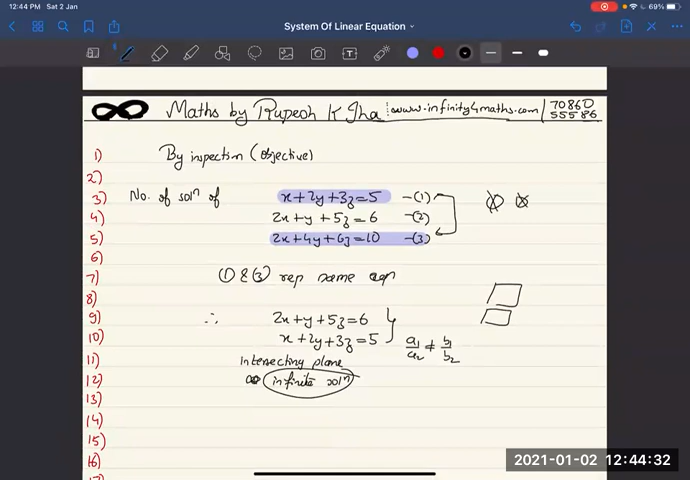 12:44 PM Sat 2 Jan
69%
System Of Linear Equation
Maths by Rupesh K Jha www.infinity4maths.com 70860 55586
1) By inspection (objective)
2)
3) No. of solⁿ of x+2y+3z=5 -(1)
4) 2x+y+5z=6 -(2)
5) 2x+4y+6z=10 -(3)
6)
7) (1) & (3) rep same eqn
8)
9) ∴ 2x+y+5z=6
10) x+2y+3z=5 a₁/a₂ ≠ b₁/b₂
11) Intersecting plane
12) infinite solⁿ
13)
14)
15)
16)
2021-01-02 12:44:32